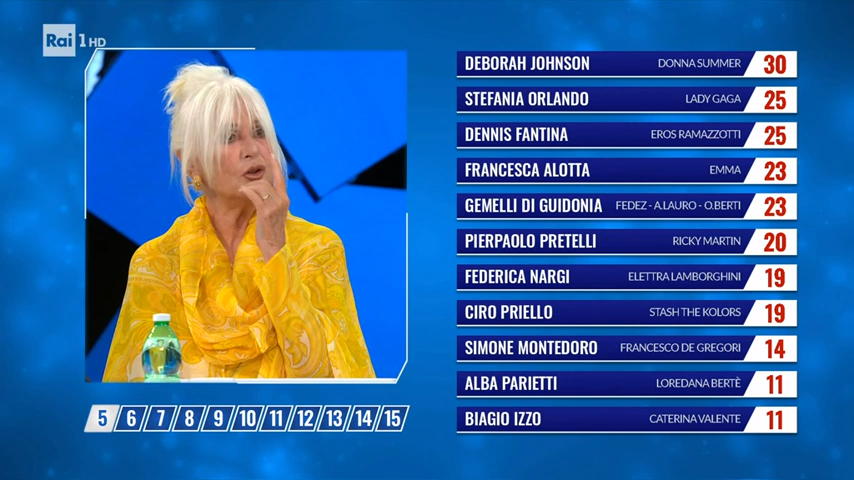 Rai 1 HD
DEBORAH JOHNSON DONNA SUMMER 30
STEFANIA ORLANDO LADY GAGA 25
DENNIS FANTINA EROS RAMAZZOTTI 25
FRANCESCA ALOTTA EMMA 23
GEMELLI DI GUIDONIA FEDEZ - A.LAURO - O.BERTI 23
PIERPAOLO PRETELLI RICKY MARTIN 20
FEDERICA NARGI ELETTRA LAMBORGHINI 19
CIRO PRIELLO STASH THE KOLORS 19
SIMONE MONTEDORO FRANCESCO DE GREGORI 14
ALBA PARIETTI LOREDANA BERTÈ 11
BIAGIO IZZO CATERINA VALENTE 11
5 6 7 8 9 10 11 12 13 14 15